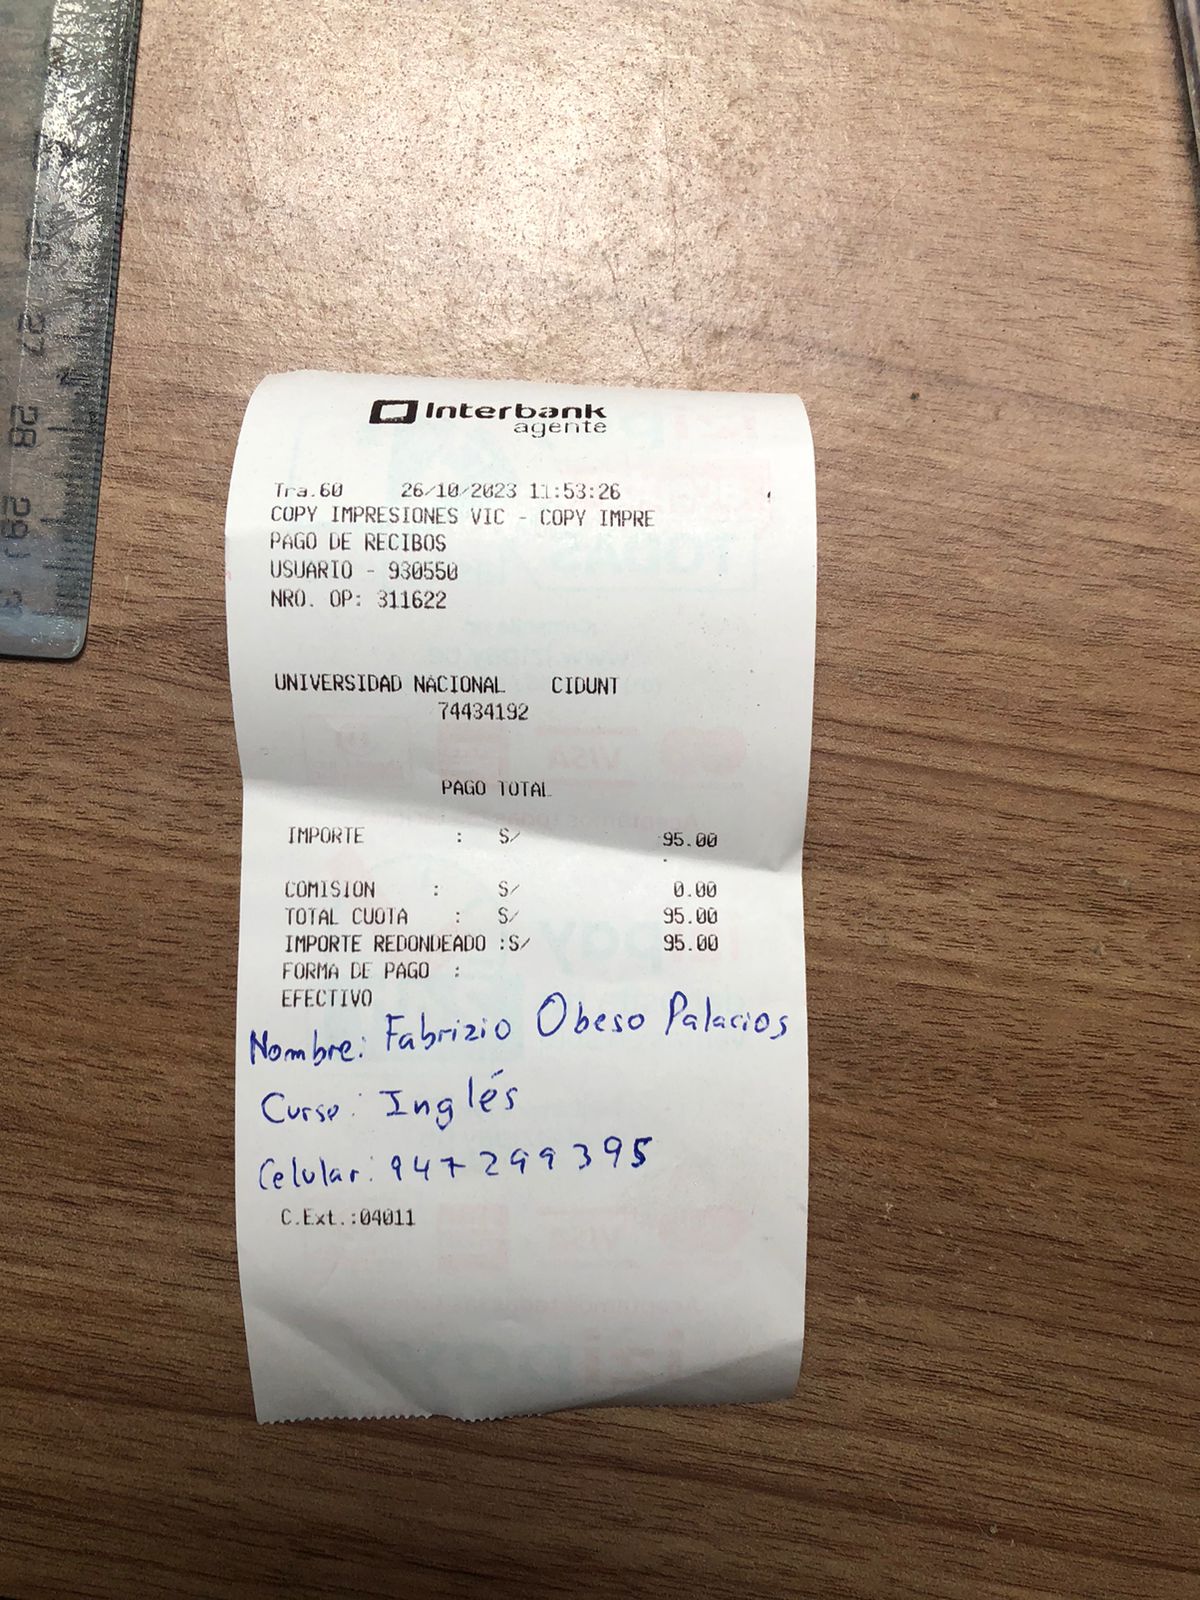 Interbank
agente
Tra.60 26/10/2023 11:53:26
COPY IMPRESIONES VIC - COPY IMPRE
PAGO DE RECIBOS
USUARIO - 930550
NRO. OP: 311622
UNIVERSIDAD NACIONAL CIDUNT
74434192
PAGO TOTAL
IMPORTE : S/ 95.00
COMISION : S/ 0.00
TOTAL CUOTA : S/ 95.00
IMPORTE REDONDEADO :S/ 95.00
FORMA DE PAGO :
EFECTIVO
Nombre: Fabrizio Obeso Palacios
Curso: Inglés
Celular: 947299395
C.Ext.:04011
27
28
29